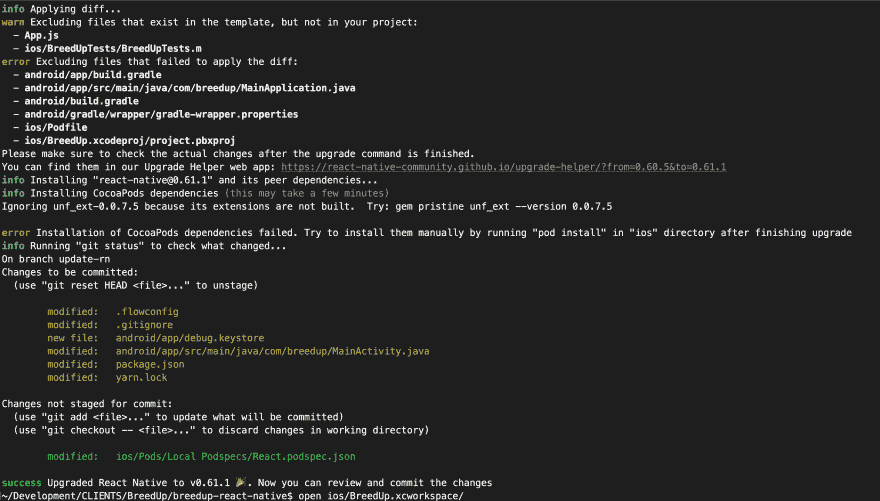 info Applying diff...
warn Excluding files that exist in the template, but not in your project:
  - App.js
  - ios/BreedUpTests/BreedUpTests.m
error Excluding files that failed to apply the diff:
  - android/app/build.gradle
  - android/app/src/main/java/com/breedup/MainApplication.java
  - android/build.gradle
  - android/gradle/wrapper/gradle-wrapper.properties
  - ios/Podfile
  - ios/BreedUp.xcodeproj/project.pbxproj
Please make sure to check the actual changes after the upgrade command is finished.
You can find them in our Upgrade Helper web app: https://react-native-community.github.io/upgrade-helper/?from=0.60.5&to=0.61.1
info Installing "react-native@0.61.1" and its peer dependencies...
info Installing CocoaPods dependencies (this may take a few minutes)
Ignoring unf_ext-0.0.7.5 because its extensions are not built.  Try: gem pristine unf_ext --version 0.0.7.5
error Installation of CocoaPods dependencies failed. Try to install them manually by running "pod install" in "ios" directory after finishing upgrade
info Running "git status" to check what changed...
On branch update-rn
Changes to be committed:
  (use "git reset HEAD <file>..." to unstage)
        modified:   .flowconfig
        modified:   .gitignore
        new file:   android/app/debug.keystore
        modified:   android/app/src/main/java/com/breedup/MainActivity.java
        modified:   package.json
        modified:   yarn.lock
Changes not staged for commit:
  (use "git add <file>..." to update what will be committed)
  (use "git checkout -- <file>..." to discard changes in working directory)
        modified:   ios/Pods/Local Podspecs/React.podspec.json
success Upgraded React Native to v0.61.1 🎉. Now you can review and commit the changes
~/Development/CLIENTS/BreedUp/breedup-react-native$ open ios/BreedUp.xcworkspace/